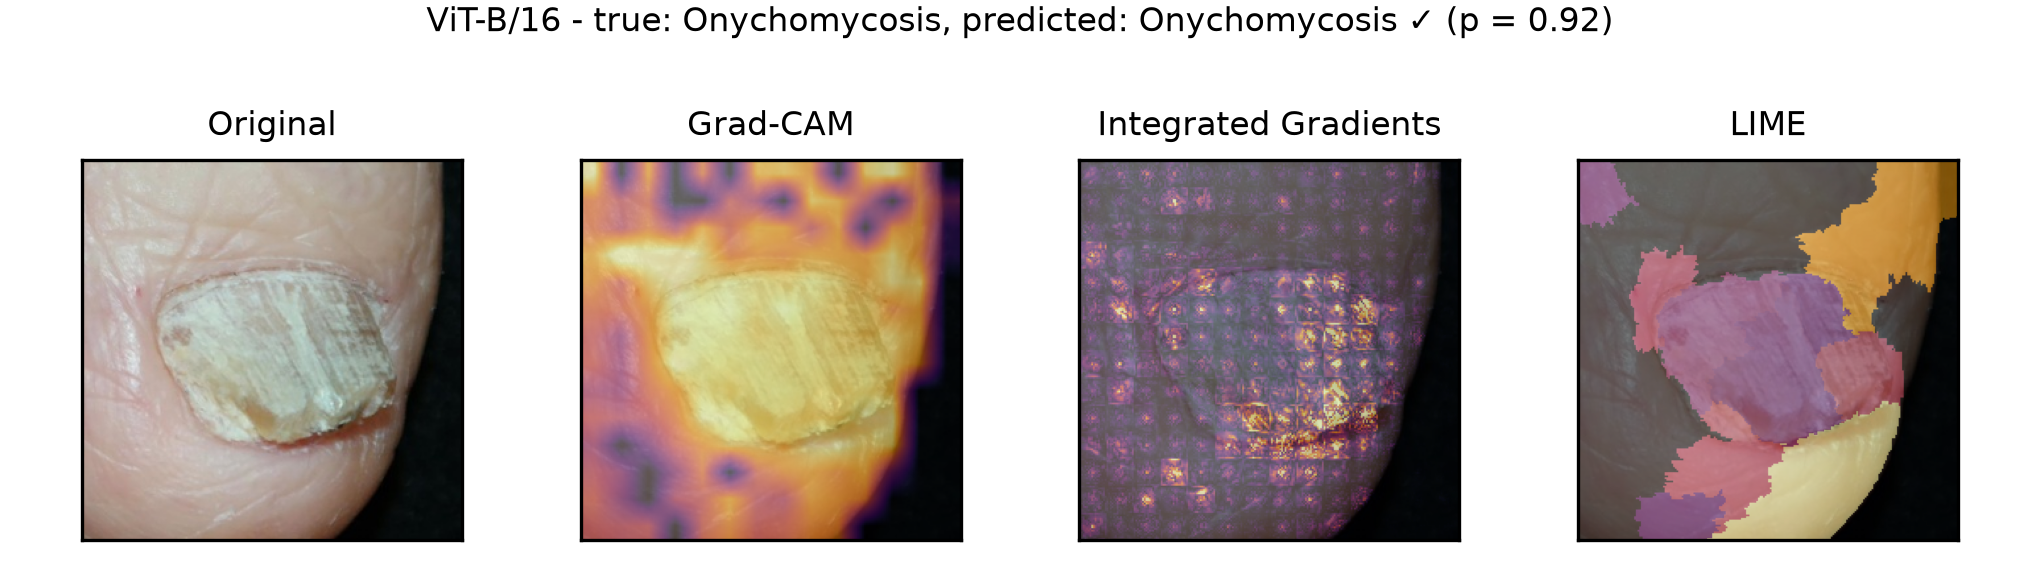 ViT-B/16 - true: Onychomycosis, predicted: Onychomycosis ✓ (p = 0.92)
Original
Grad-CAM
Integrated Gradients
LIME